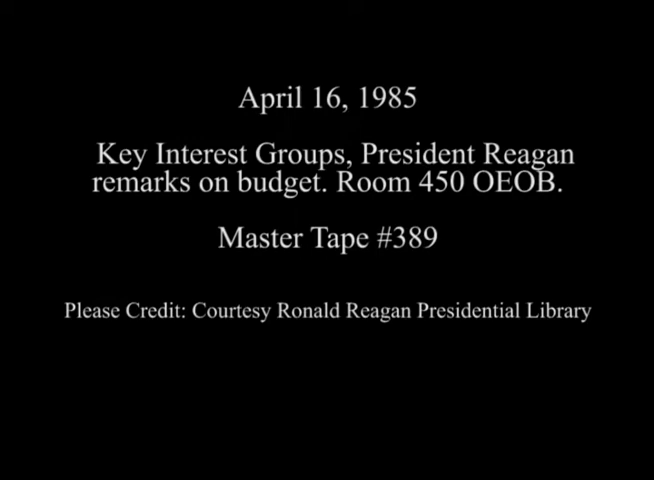 April 16, 1985
Key Interest Groups, President Reagan
remarks on budget. Room 450 OEOB.
Master Tape #389
Please Credit: Courtesy Ronald Reagan Presidential Library